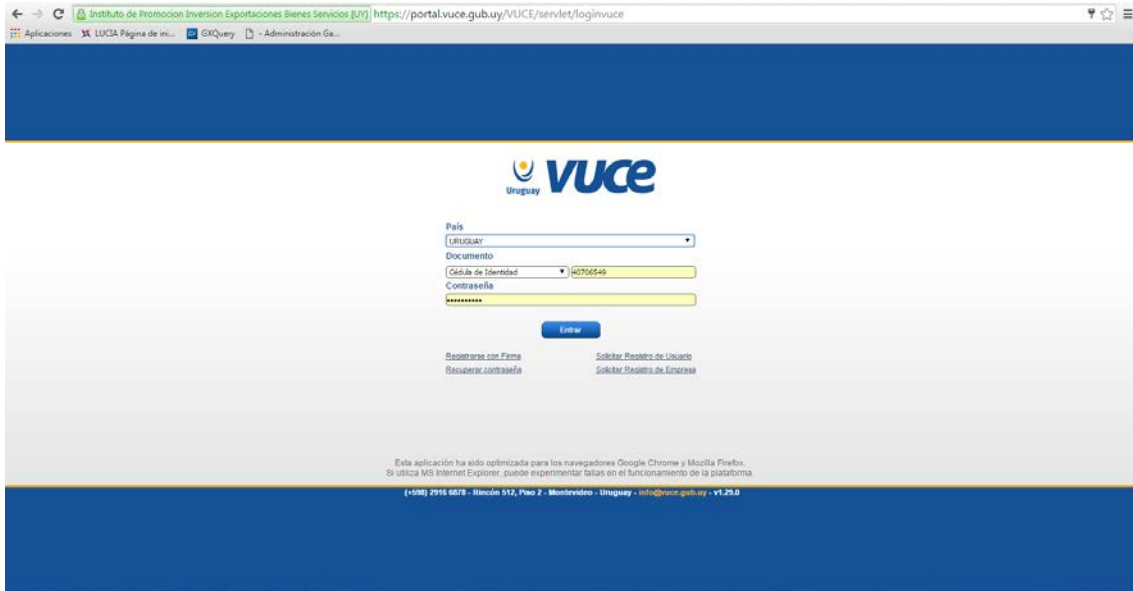 Instituto de Promocion Inversion Exportaciones Bienes Servicios [UY] https://portal.vuce.gub.uy/VUCE/servlet/loginvuce
Aplicaciones LUCIA Página de ini... GXQuery - Administración Ga...
Uruguay vuce
País
URUGUAY
Documento
Cédula de Identidad 40706549
Contraseña
••••••••••
Entrar
Registrarse con Firma Solicitar Registro de Usuario
Recuperar contraseña Solicitar Registro de Empresa
Esta aplicación ha sido optimizada para los navegadores Google Chrome y Mozilla Firefox.
Si utiliza MS Internet Explorer, puede experimentar fallas en el funcionamiento de la plataforma.
(+598) 2916 6878 - Rincón 512, Piso 2 - Montevideo - Uruguay - info@vuce.gub.uy - v1.29.0